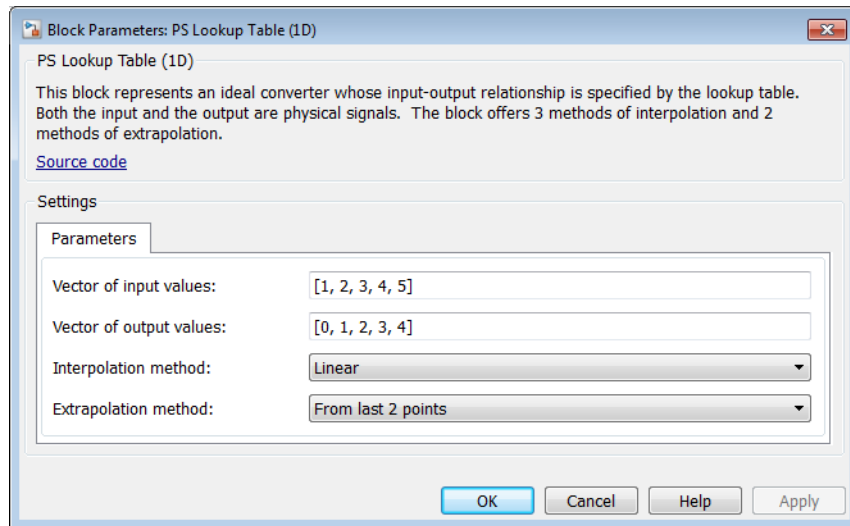 Block Parameters: PS Lookup Table (1D)
PS Lookup Table (1D)
This block represents an ideal converter whose input-output relationship is specified by the lookup table.
Both the input and the output are physical signals.  The block offers 3 methods of interpolation and 2
methods of extrapolation.
Source code
Settings
Parameters
Vector of input values: [1, 2, 3, 4, 5]
Vector of output values: [0, 1, 2, 3, 4]
Interpolation method: Linear
Extrapolation method: From last 2 points
OK Cancel Help Apply